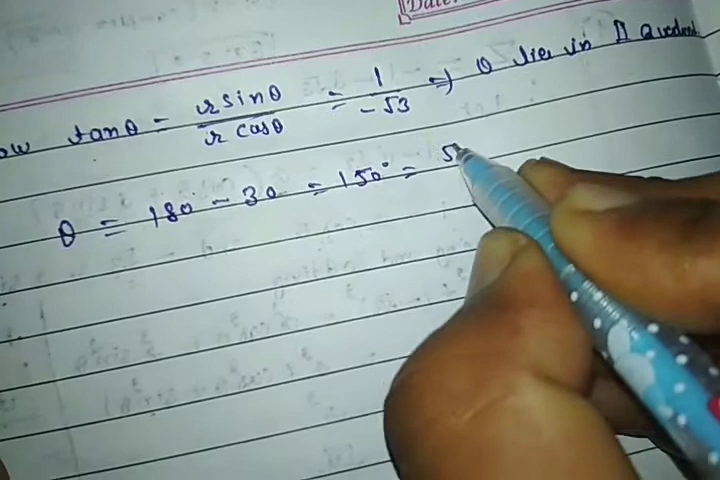 Date:
ow tanθ = r sinθ / r cosθ = 1 / -√3 ⇒ θ lies in II Quadrant
θ = 180 - 30 = 150° = 5